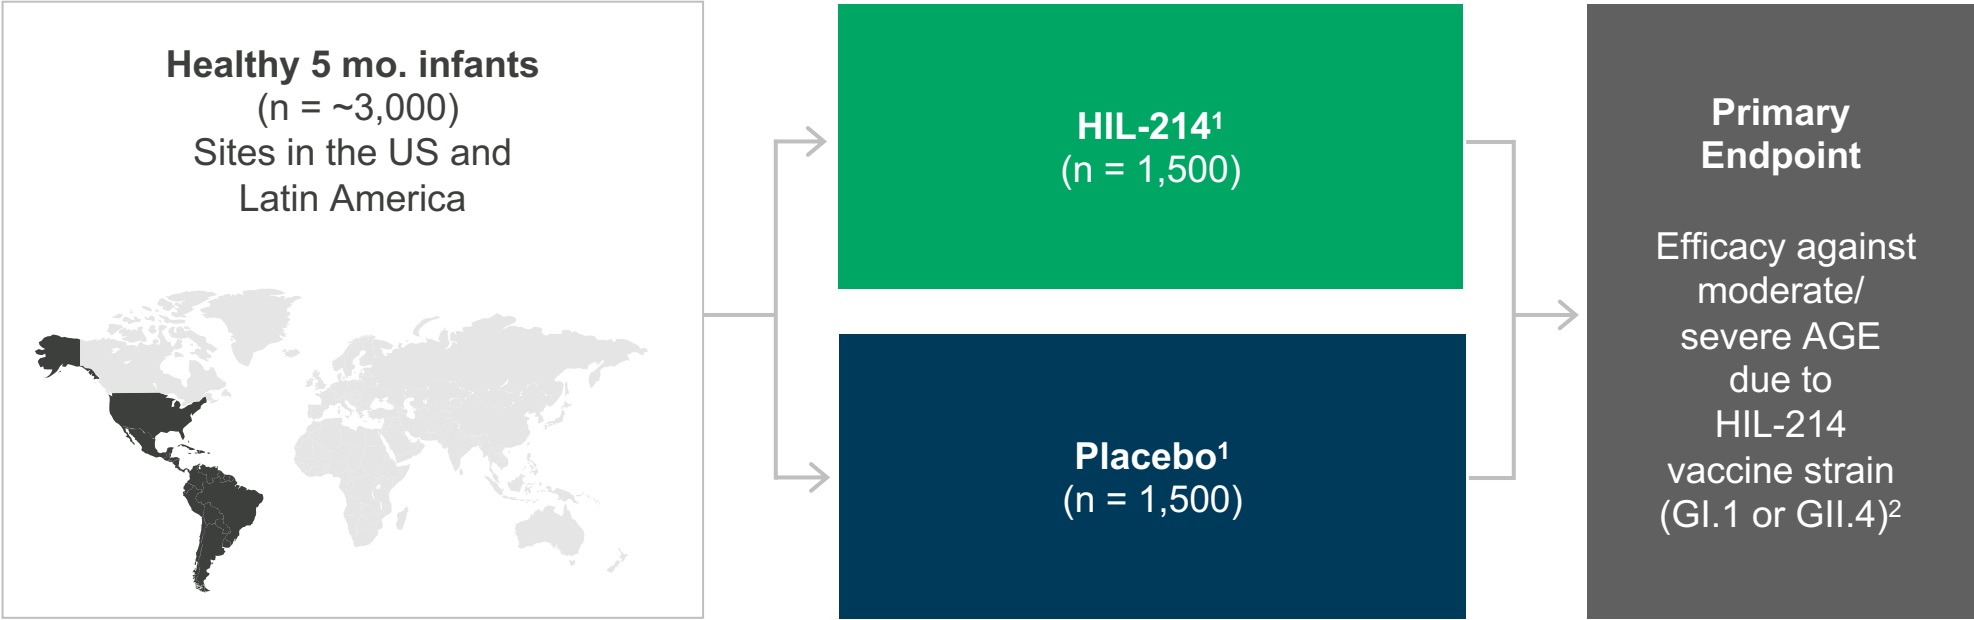 Healthy 5 mo. infants
(n = ~3,000)
Sites in the US and
Latin America
HIL-214¹
(n = 1,500)
Placebo¹
(n = 1,500)
Primary
Endpoint
Efficacy against
moderate/
severe AGE
due to
HIL-214
vaccine strain
(GI.1 or GII.4)²